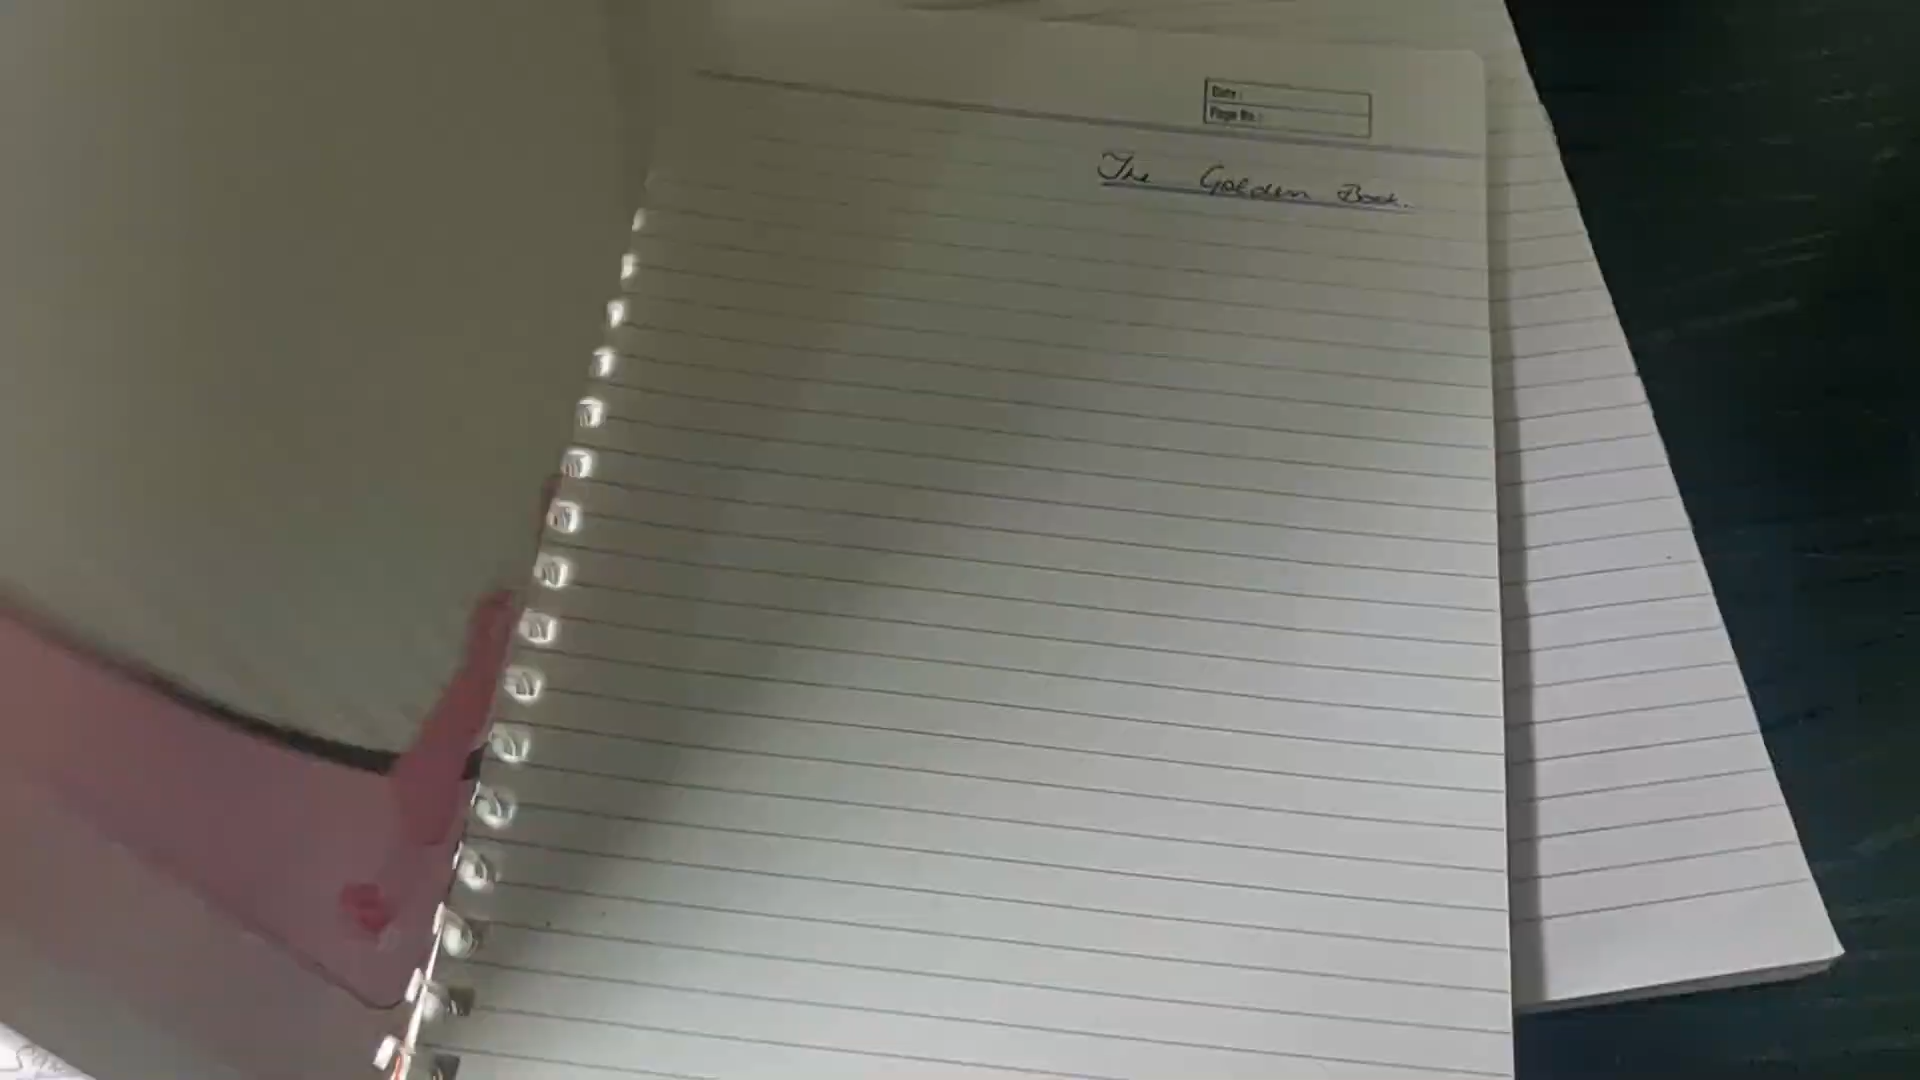 Date :
Page No. :
The Golden Book.